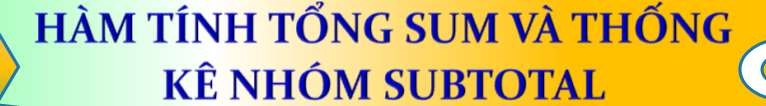 HÀM TÍNH TỔNG SUM VÀ THỐNG
KÊ NHÓM SUBTOTAL